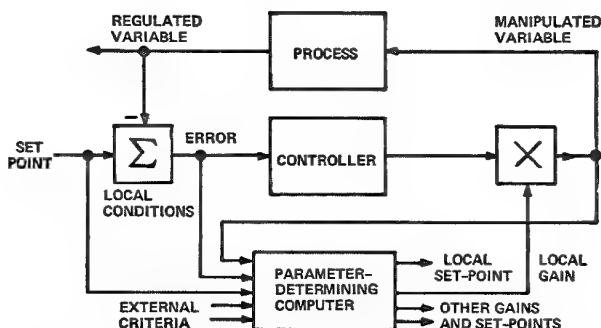 REGULATED
VARIABLE
MANIPULATED
VARIABLE
PROCESS
−
SET
POINT
Σ
ERROR
CONTROLLER
×
LOCAL
CONDITIONS
PARAMETER-
DETERMINING
COMPUTER
LOCAL
SET-POINT
LOCAL
GAIN
EXTERNAL
CRITERIA
OTHER GAINS
AND SET-POINTS